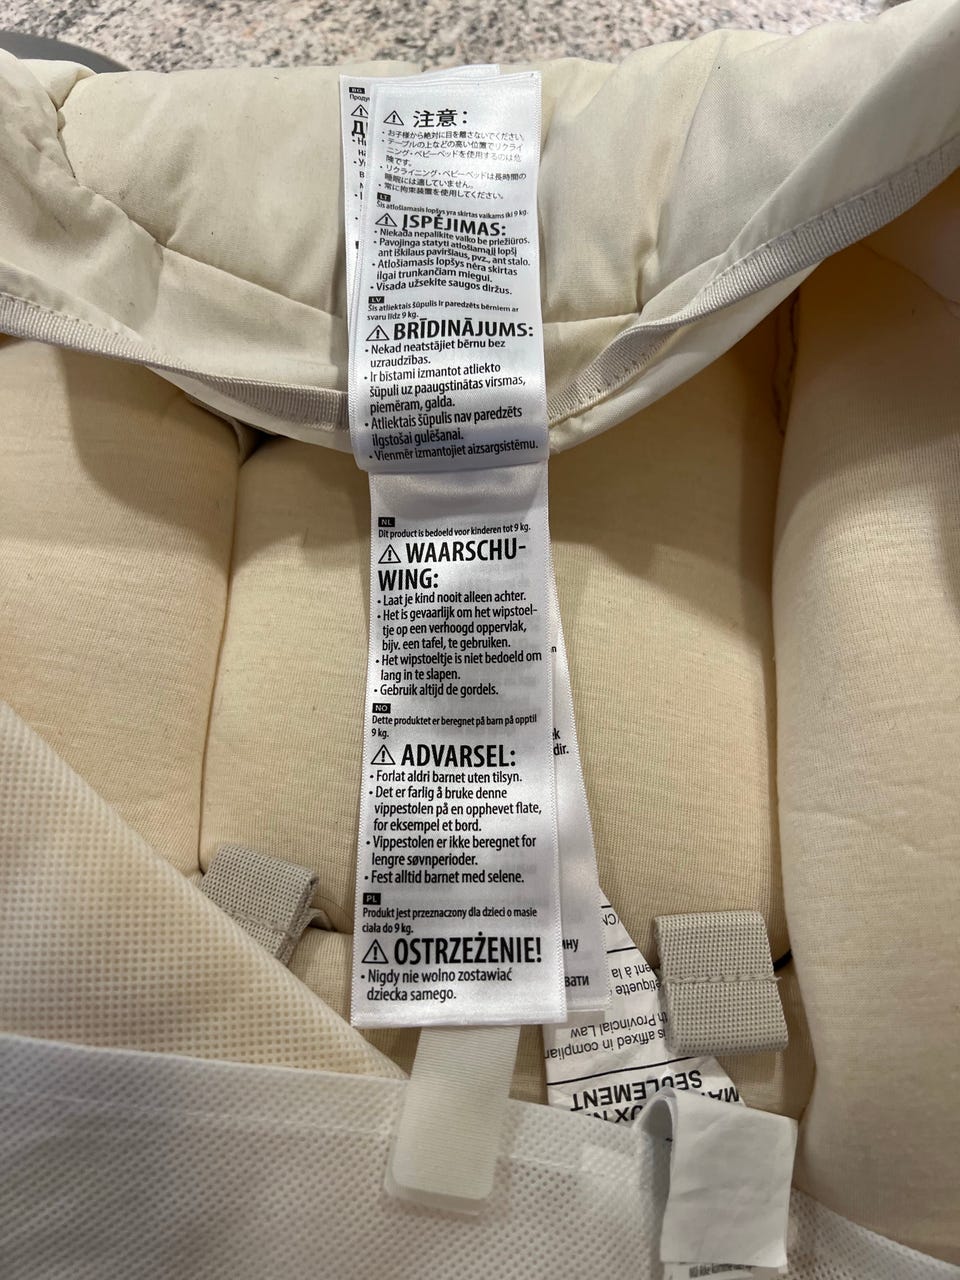 BG
⚠ 注意：
・お子様から絶対に目を離さないでください。
・テーブルの上などの高い位置でリクライ
ニング・ベビーベッドを使用するのは危
険です。
・リクライニング・ベビーベッドは長時間の
睡眠には適していません。
・常に拘束装置を使用してください。
LT
Šis atlošiamasis lopšys yra skirtas vaikams iki 9 kg.
⚠ ĮSPĖJIMAS:
• Niekada nepalikite vaiko be priežiūros.
• Pavojinga statyti atlošiamąjį lopšį
ant iškilaus paviršiaus, pvz., ant stalo.
• Atlošiamasis lopšys nėra skirtas
ilgai trunkančiam miegui.
• Visada užsekite saugos diržus.
LV
Šis atliektais šūpulis ir paredzēts bērniem ar
svaru līdz 9 kg.
⚠ BRĪDINĀJUMS:
• Nekad neatstājiet bērnu bez
uzraudzības.
• Ir bīstami izmantot atliekto
šūpuli uz paaugstinātas virsmas,
piemēram, galda.
• Atliektais šūpulis nav paredzēts
ilgstošai gulēšanai.
• Vienmēr izmantojiet aizsargsistēmu.
NL
Dit product is bedoeld voor kinderen tot 9 kg.
⚠ WAARSCHU-
WING:
• Laat je kind nooit alleen achter.
• Het is gevaarlijk om het wipstoel-
tje op een verhoogd oppervlak,
bijv. een tafel, te gebruiken.
• Het wipstoeltje is niet bedoeld om
lang in te slapen.
• Gebruik altijd de gordels.
NO
Dette produktet er beregnet på barn på opptil
9 kg.
⚠ ADVARSEL:
• Forlat aldri barnet uten tilsyn.
• Det er farlig å bruke denne
vippestolen på en opphevet flate,
for eksempel et bord.
• Vippestolen er ikke beregnet for
lengre søvnperioder.
• Fest alltid barnet med selene.
PL
Produkt jest przeznaczony dla dzieci o masie
ciała do 9 kg.
⚠ OSTRZEŻENIE!
• Nigdy nie wolno zostawiać
dziecka samego.
étiquette
is affixed in complian
th Provincial Law
SEULEMENT